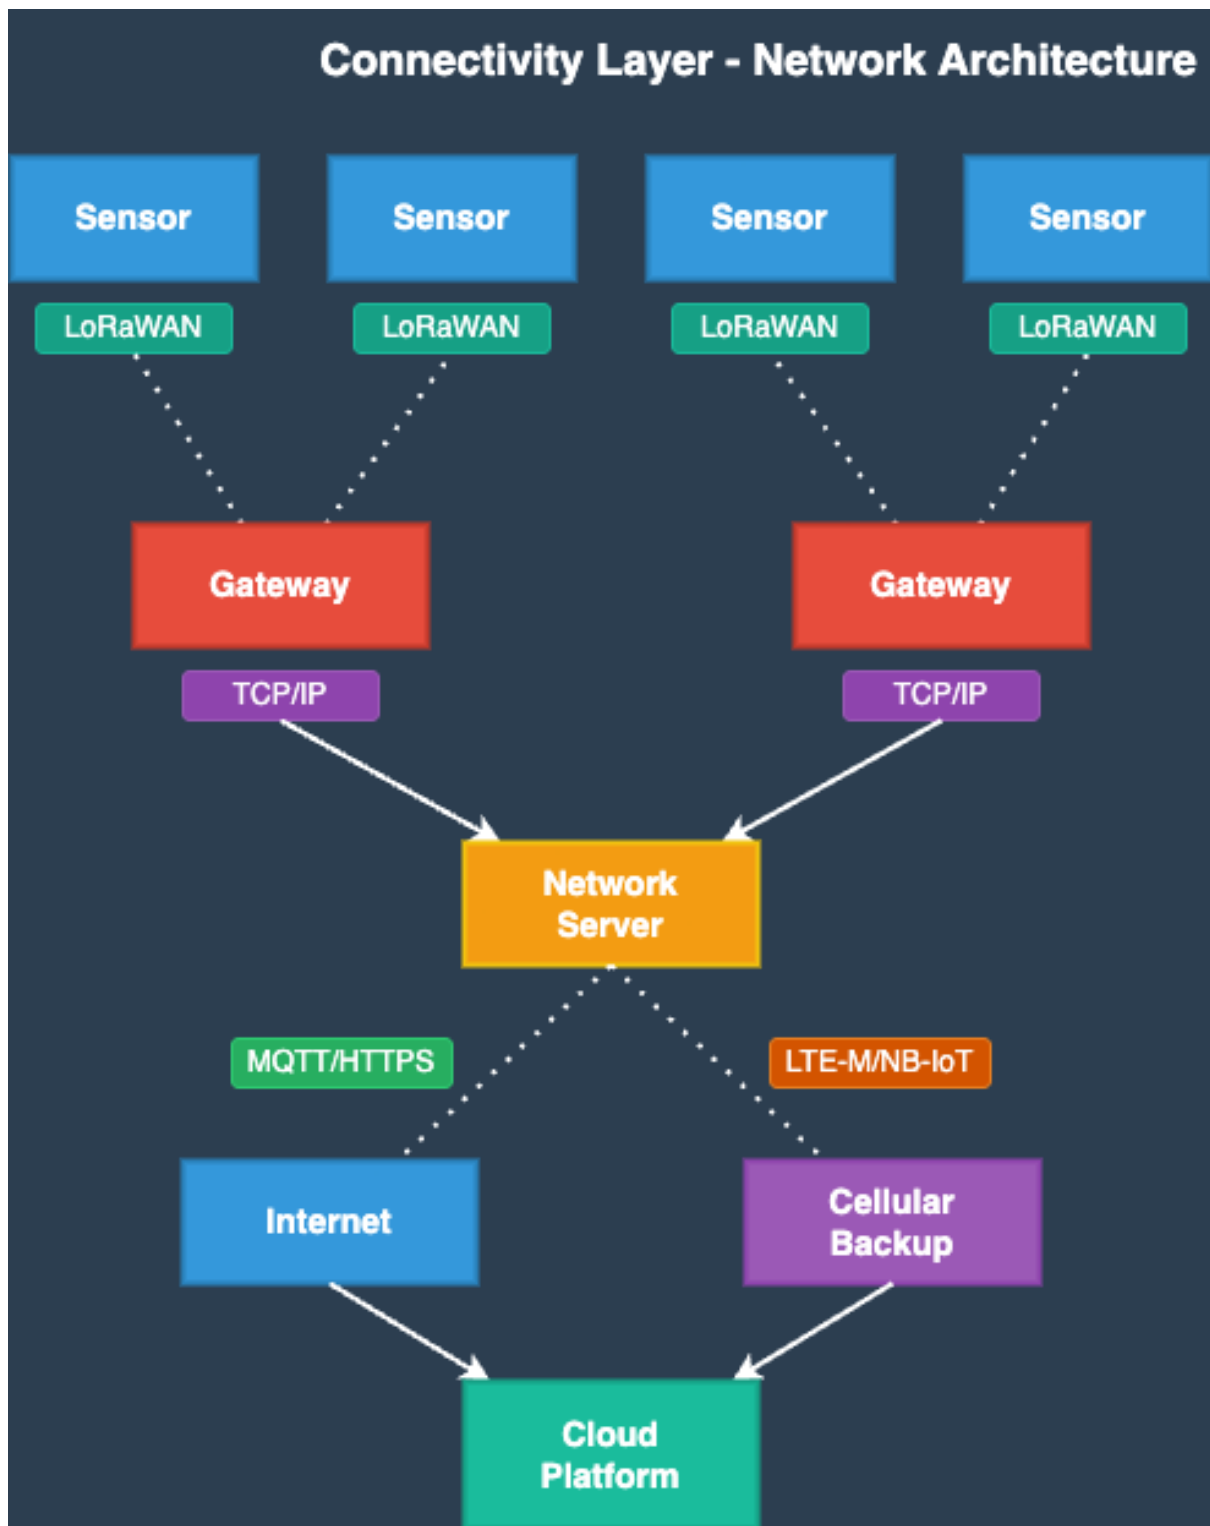 Connectivity Layer - Network Architecture
Sensor
Sensor
Sensor
Sensor
LoRaWAN
LoRaWAN
LoRaWAN
LoRaWAN
Gateway
Gateway
TCP/IP
TCP/IP
Network
Server
MQTT/HTTPS
LTE-M/NB-IoT
Internet
Cellular
Backup
Cloud
Platform